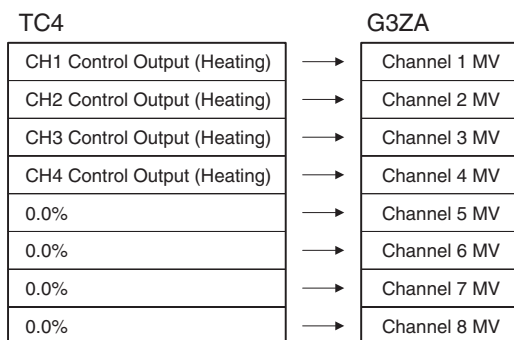 TC4 G3ZA
CH1 Control Output (Heating) Channel 1 MV
CH2 Control Output (Heating) Channel 2 MV
CH3 Control Output (Heating) Channel 3 MV
CH4 Control Output (Heating) Channel 4 MV
0.0% Channel 5 MV
0.0% Channel 6 MV
0.0% Channel 7 MV
0.0% Channel 8 MV